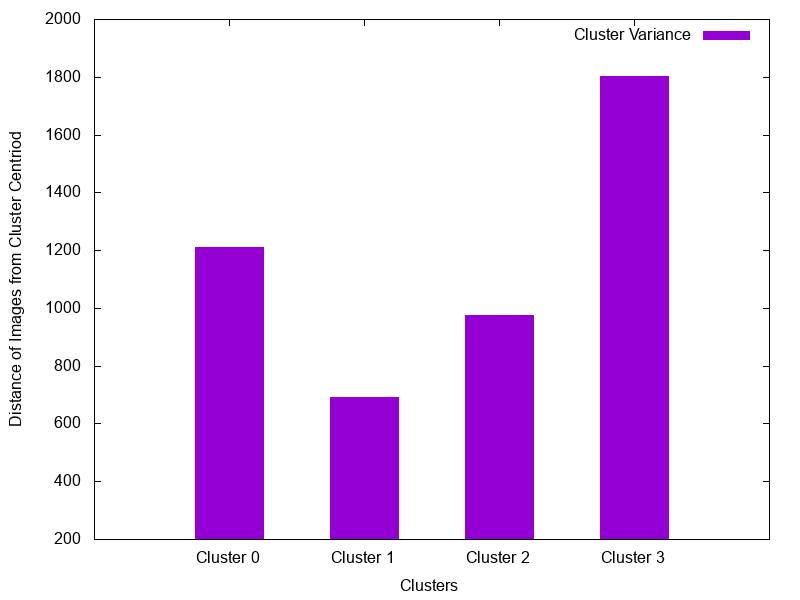 2000
Cluster Variance
1800
1600
1400
1200
1000
800
600
400
200
Distance of Images from Cluster Centriod
Cluster 0 Cluster 1 Cluster 2 Cluster 3
Clusters